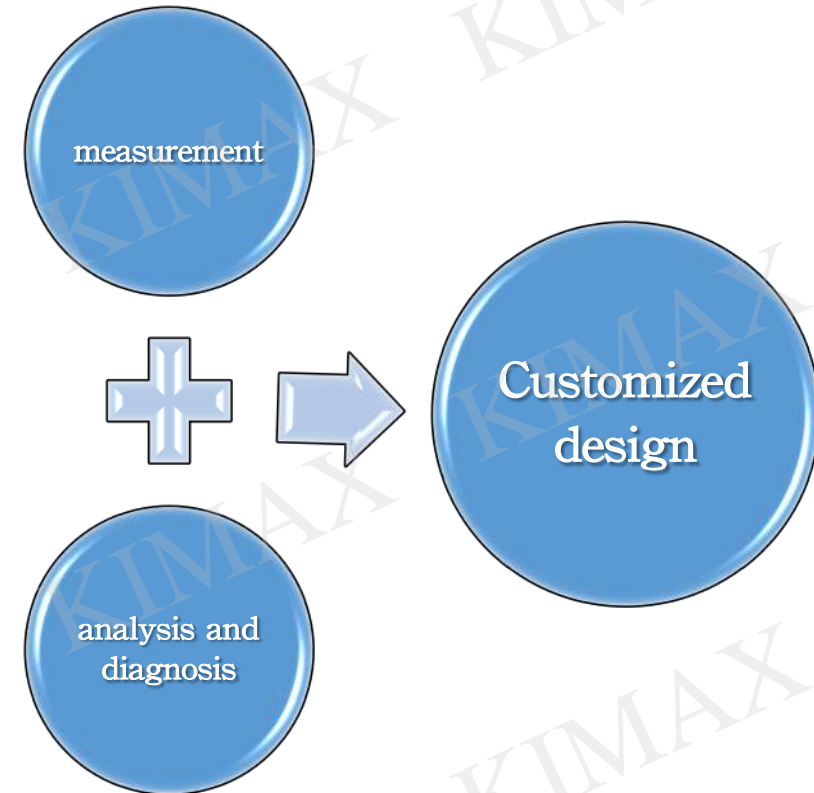 KIMAX
KIMAX
measurement
KIMAX
Customized
design
KIMAX
analysis and
diagnosis
KIMAX